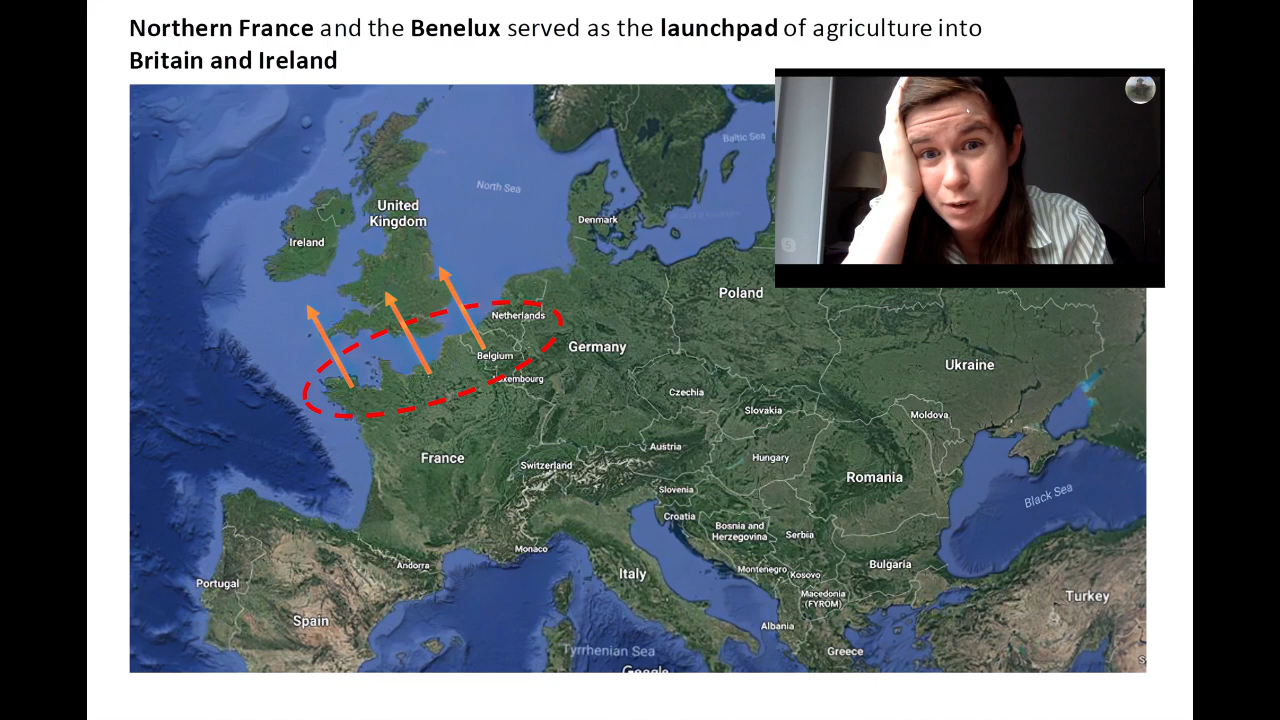 Northern France and the Benelux served as the launchpad of agriculture into
Britain and Ireland
Baltic Sea
North Sea
United
Kingdom
Denmark
Ireland
Poland
Netherlands
Germany
Belgium
Ukraine
xembourg
Czechia
Slovakia
Moldova
Austria
France
Hungary
Switzerland
Romania
Slovenia
Black Sea
Croatia
Bosnia and
Herzegovina
Serbia
Monaco
Andorra
Bulgaria
Italy
Montenegro
Kosovo
Portugal
Macedonia
(FYROM)
Turkey
Spain
Albania
Tyrrhenian Sea
Greece
S
Google